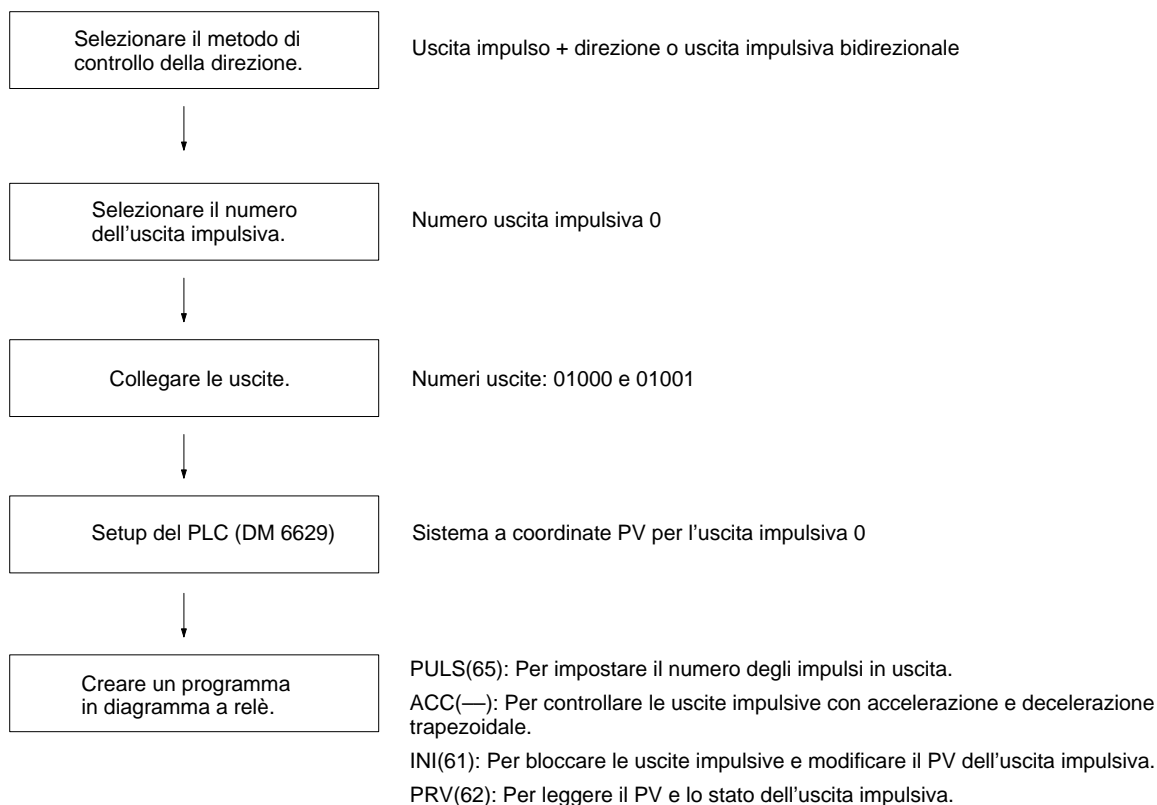 Selezionare il metodo di
controllo della direzione.
Uscita impulso + direzione o uscita impulsiva bidirezionale
Selezionare il numero
dell'uscita impulsiva.
Numero uscita impulsiva 0
Collegare le uscite.
Numeri uscite: 01000 e 01001
Setup del PLC (DM 6629)
Sistema a coordinate PV per l'uscita impulsiva 0
Creare un programma
in diagramma a relè.
PULS(65): Per impostare il numero degli impulsi in uscita.
ACC(—): Per controllare le uscite impulsive con accelerazione e decelerazione
trapezoidale.
INI(61): Per bloccare le uscite impulsive e modificare il PV dell'uscita impulsiva.
PRV(62): Per leggere il PV e lo stato dell'uscita impulsiva.